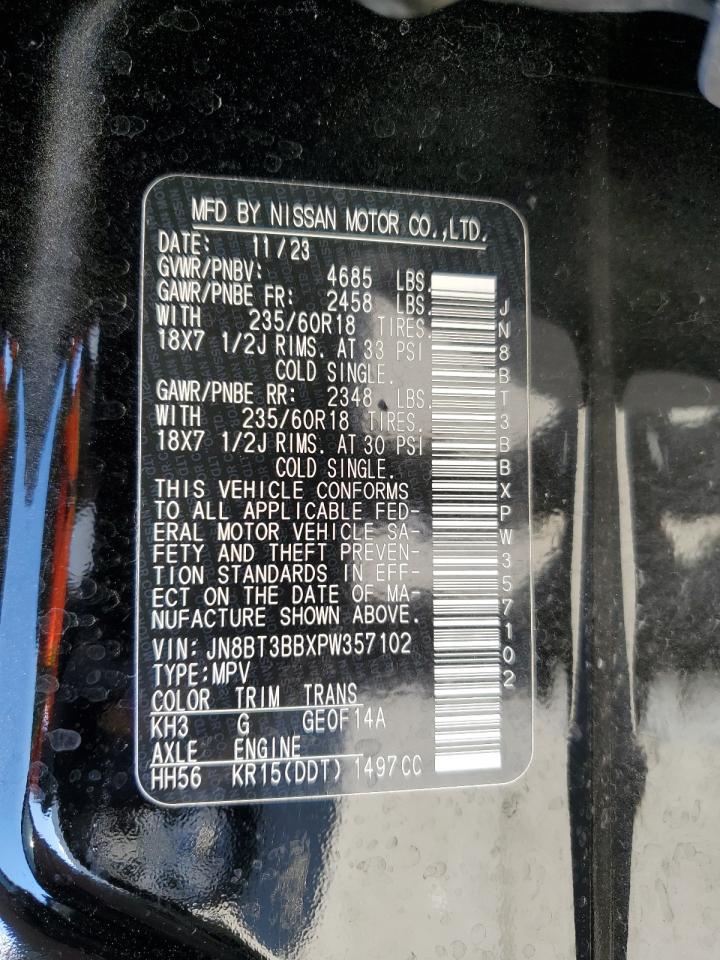 MFD BY NISSAN MOTOR CO.,LTD.
DATE: 11/23
GVWR/PNBV: 4685 LBS.
GAWR/PNBE FR: 2458 LBS.
WITH 235/60R18 TIRES.
18X7 1/2J RIMS. AT 33 PSI
COLD SINGLE.
GAWR/PNBE RR: 2348 LBS.
WITH 235/60R18 TIRES.
18X7 1/2J RIMS. AT 30 PSI
COLD SINGLE.
THIS VEHICLE CONFORMS
TO ALL APPLICABLE FED-
ERAL MOTOR VEHICLE SA-
FETY AND THEFT PREVEN-
TION STANDARDS IN EFF-
ECT ON THE DATE OF MA-
NUFACTURE SHOWN ABOVE.
VIN: JN8BT3BBXPW357102
TYPE:MPV
COLOR TRIM TRANS
KH3 G GE0F14A
AXLE ENGINE
HH56 KR15(DDT) 1497CC
JN8BT3BBXPW357102